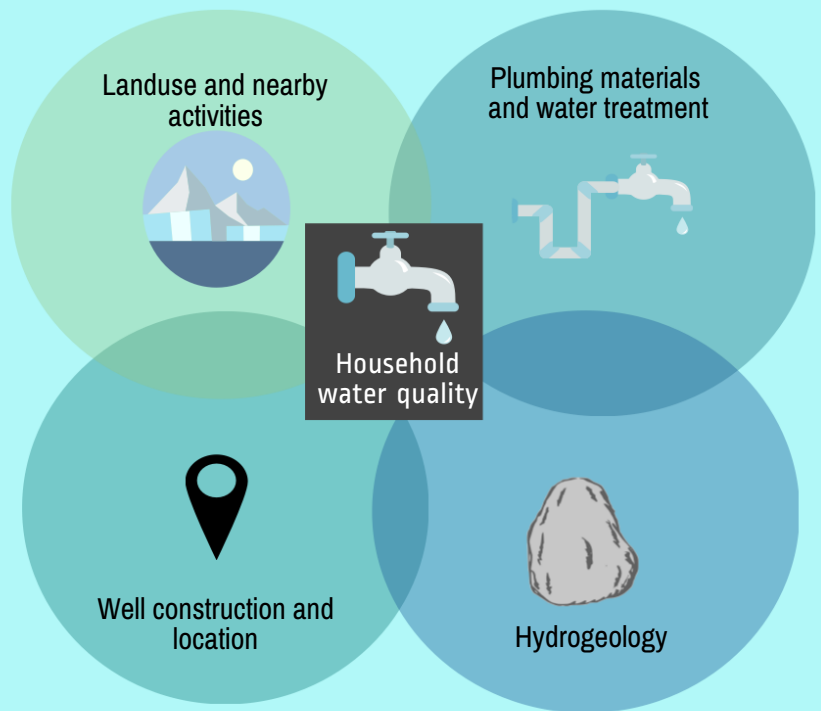 Landuse and nearby
activities
Plumbing materials
and water treatment
Household
water quality
Well construction and
location
Hydrogeology